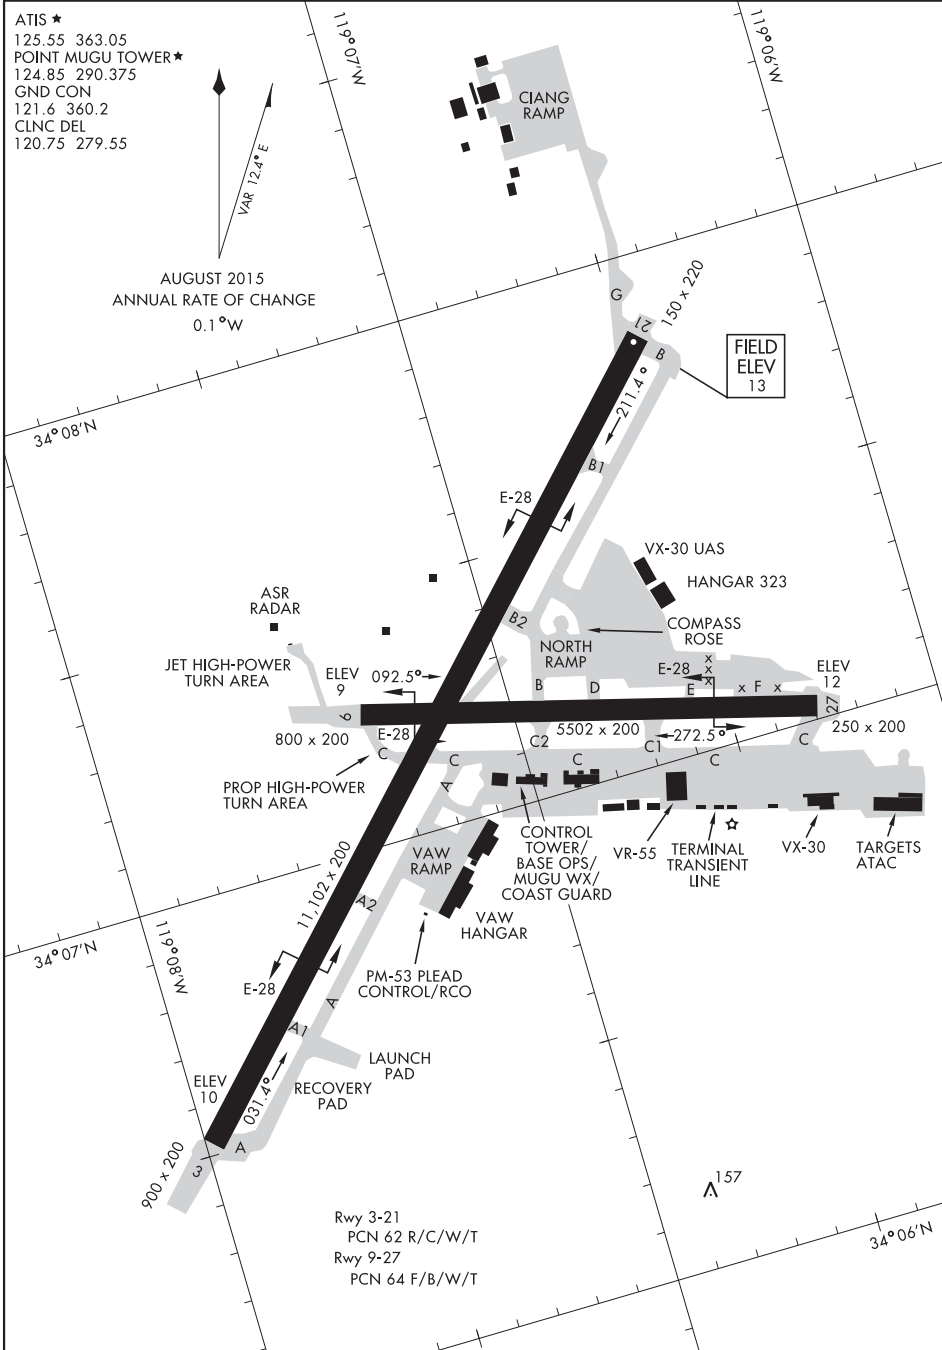 ATIS ★
125.55 363.05
POINT MUGU TOWER★
124.85 290.375
GND CON
121.6 360.2
CLNC DEL
120.75 279.55
119°07'W
119°06'W
CIANG
RAMP
VAR 12.4° E
AUGUST 2015
ANNUAL RATE OF CHANGE
0.1°W
G
21
150 x 220
B
FIELD
ELEV
13
34°08'N
211.4°
B1
E-28
VX-30 UAS
HANGAR 323
ASR
RADAR
B2
COMPASS
ROSE
NORTH
RAMP
JET HIGH-POWER
TURN AREA
ELEV
9
092.5°
E-28
x
x
x
ELEV
12
B
D
E
x F x
9
27
800 x 200
E-28
5502 x 200
272.5°
250 x 200
C
C
C2
C
C1
C
C
PROP HIGH-POWER
TURN AREA
A
CONTROL
TOWER/
BASE OPS/
MUGU WX/
COAST GUARD
VR-55
TERMINAL
TRANSIENT
LINE
VX-30
TARGETS
ATAC
VAW
RAMP
11,102 x 200
A2
VAW
HANGAR
34°07'N
119°08'W
E-28
PM-53 PLEAD
CONTROL/RCO
A
A1
LAUNCH
PAD
RECOVERY
PAD
ELEV
10
031.4°
A
3
900 x 200
157
Rwy 3-21
PCN 62 R/C/W/T
Rwy 9-27
PCN 64 F/B/W/T
34°06'N